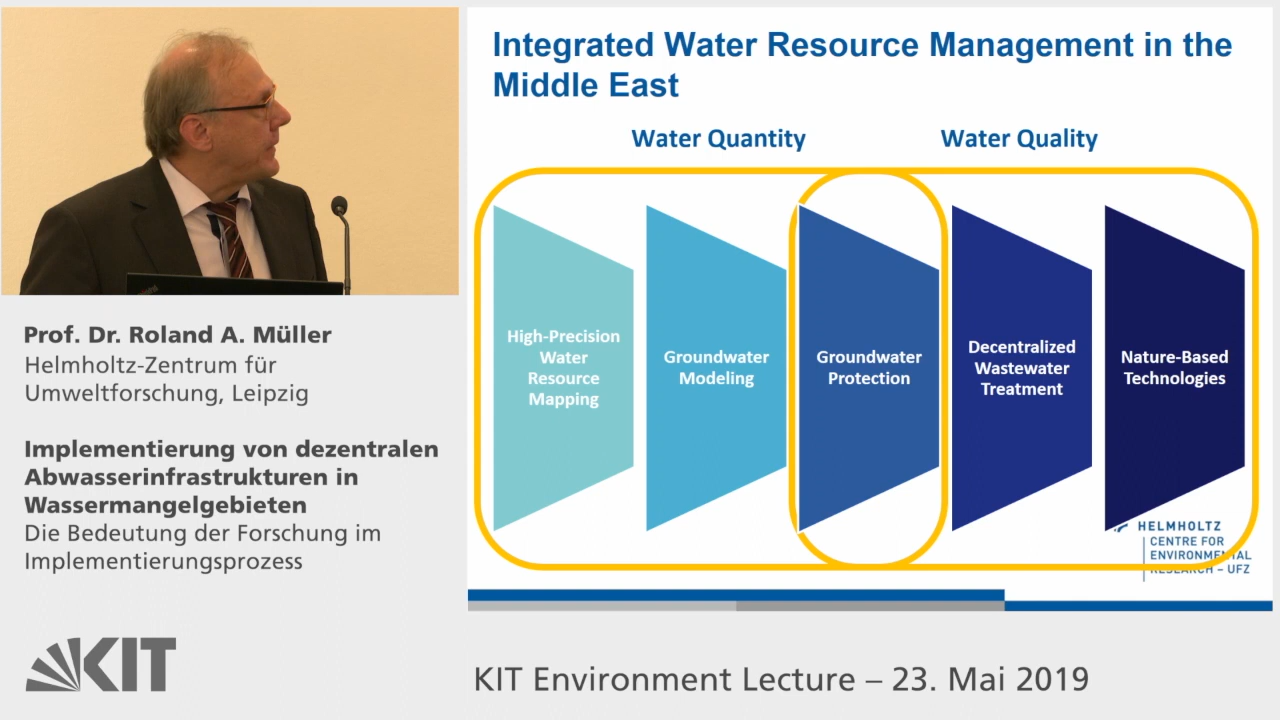 Integrated Water Resource Management in the
Middle East
Water Quantity
Water Quality
High-Precision
Water
Resource
Mapping
Groundwater
Modeling
Groundwater
Protection
Decentralized
Wastewater
Treatment
Nature-Based
Technologies
HELMHOLTZ
CENTRE FOR
ENVIRONMENTAL
RESEARCH – UFZ
Prof. Dr. Roland A. Müller
Helmholtz-Zentrum für
Umweltforschung, Leipzig
Implementierung von dezentralen
Abwasserinfrastrukturen in
Wassermangelgebieten
Die Bedeutung der Forschung im
Implementierungsprozess
KIT
KIT Environment Lecture – 23. Mai 2019